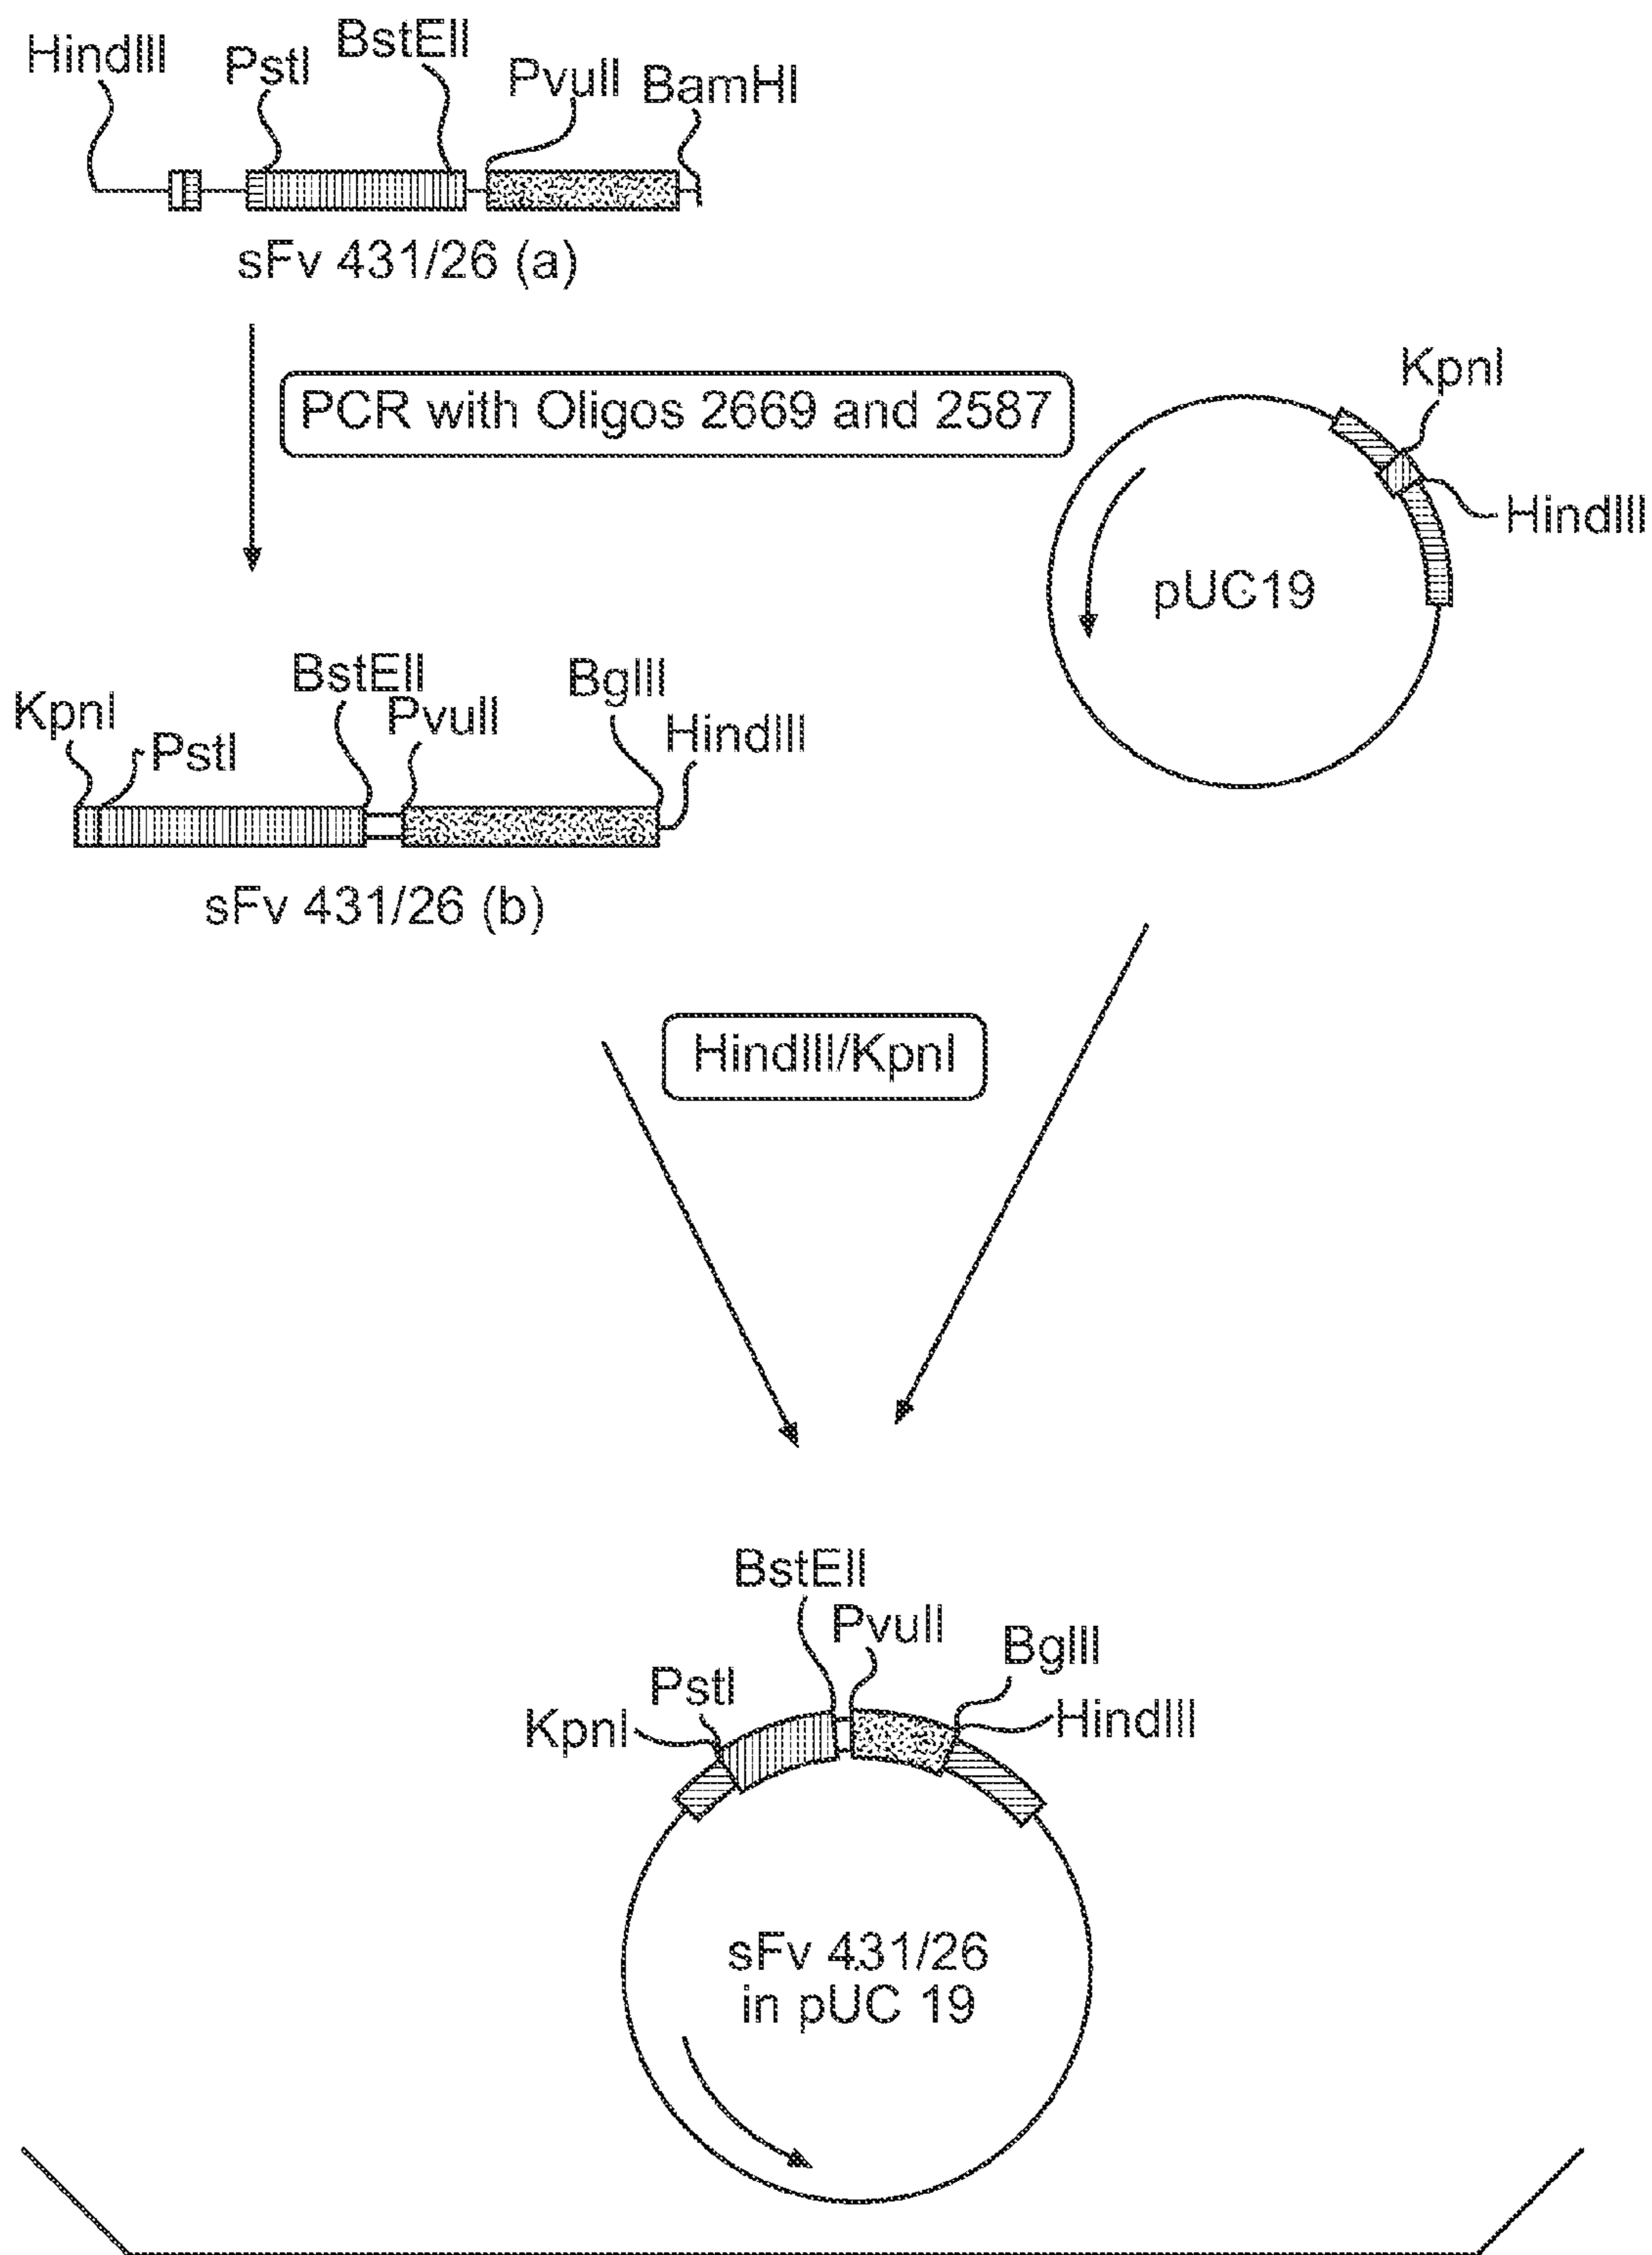 HindIII
PstI
BstEII
PvuII
BamHI
sFv 431/26 (a)
PCR with Oligos 2669 and 2587
KpnI
HindIII
pUC19
KpnI
PstI
BstEII
PvuII
BglII
HindIII
sFv 431/26 (b)
HindIII/KpnI
BstEII
PvuII
BglII
PstI
KpnI
HindIII
sFv 431/26
in pUC 19